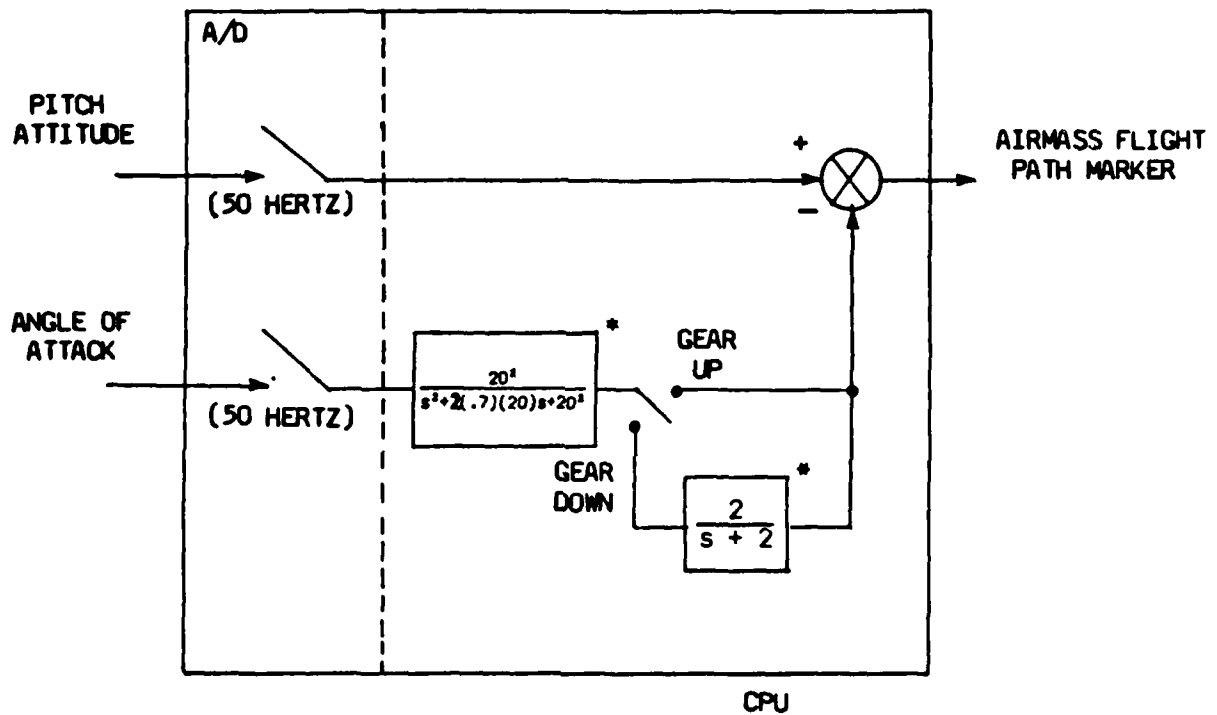 A/D
PITCH
ATTITUDE
(50 HERTZ)
+
−
AIRMASS FLIGHT
PATH MARKER
ANGLE OF
ATTACK
(50 HERTZ)
*
20²
s²+2(.7)(20)s+20²
GEAR
UP
GEAR
DOWN
*
2
s + 2
CPU